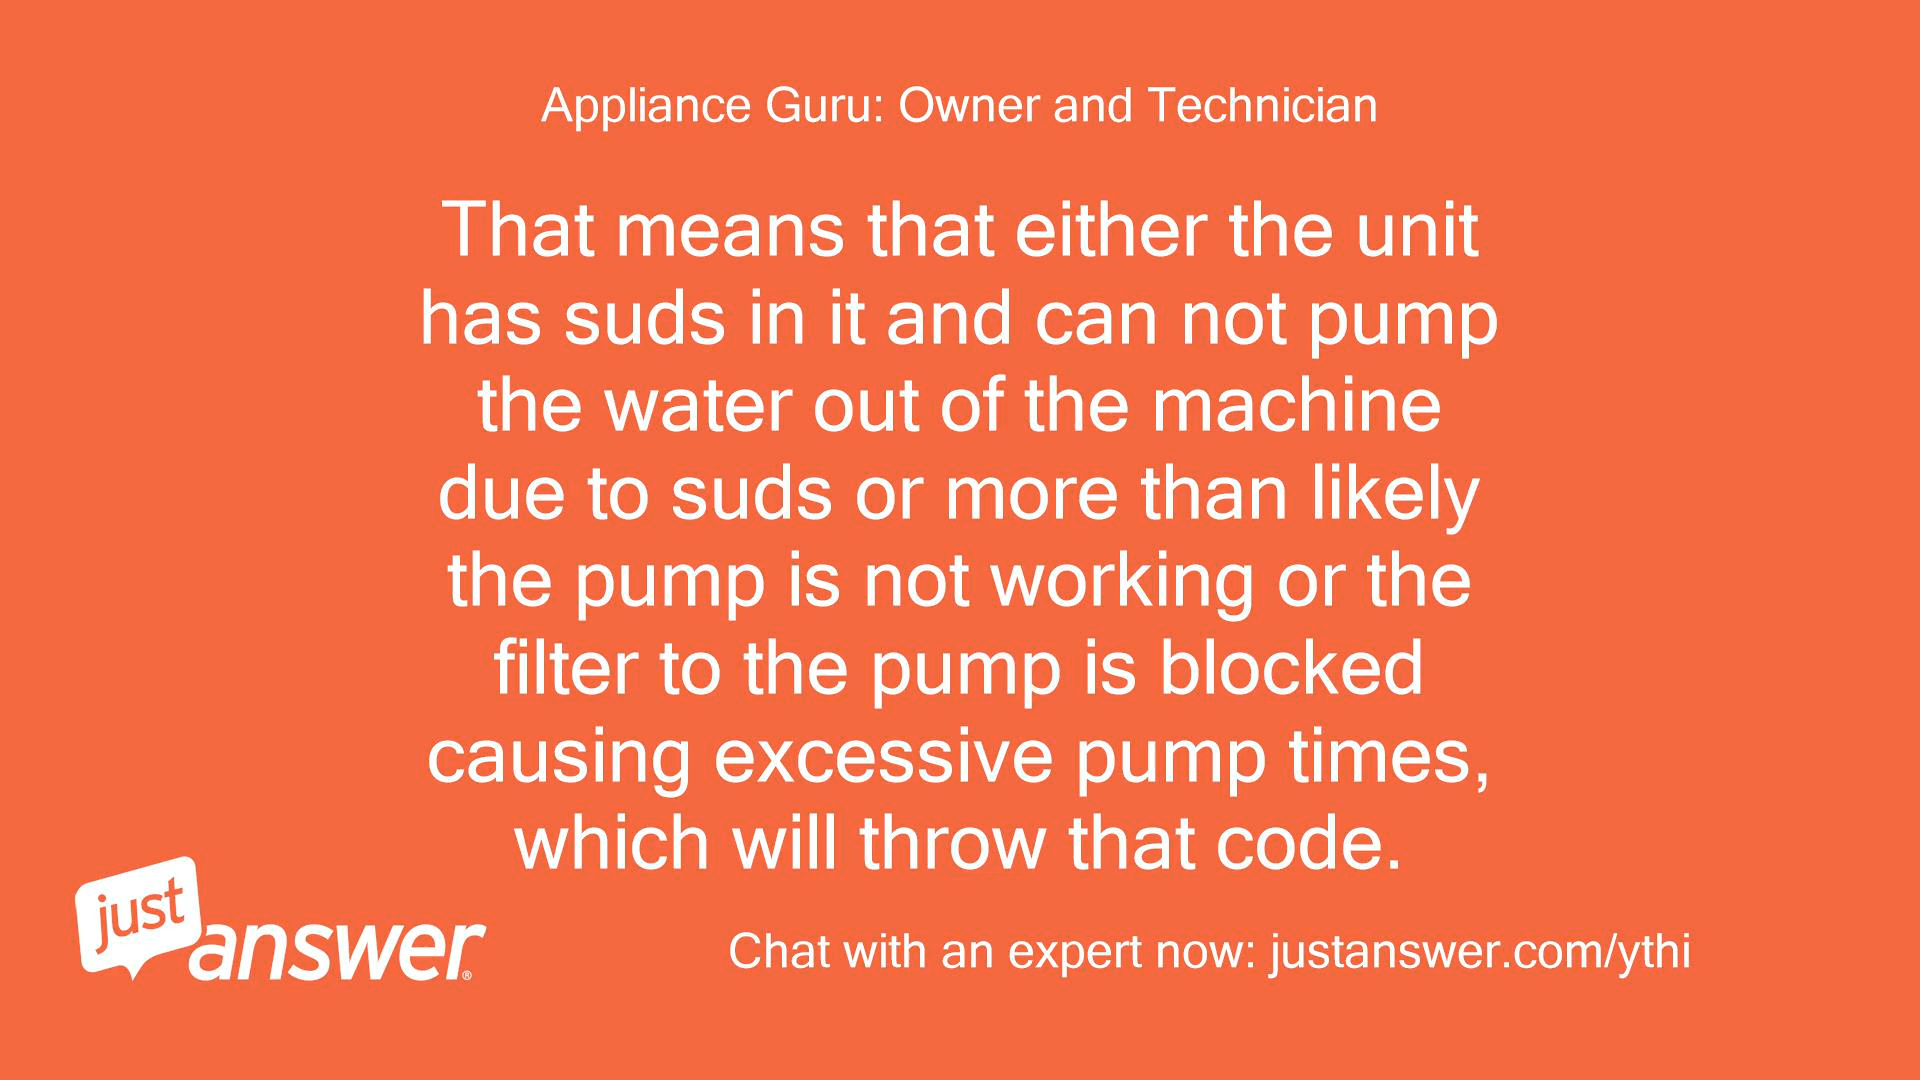 Appliance Guru: Owner and Technician
That means that either the unit
has suds in it and can not pump
the water out of the machine
due to suds or more than likely
the pump is not working or the
filter to the pump is blocked
causing excessive pump times,
which will throw that code.
just
answer®
Chat with an expert now: justanswer.com/ythi